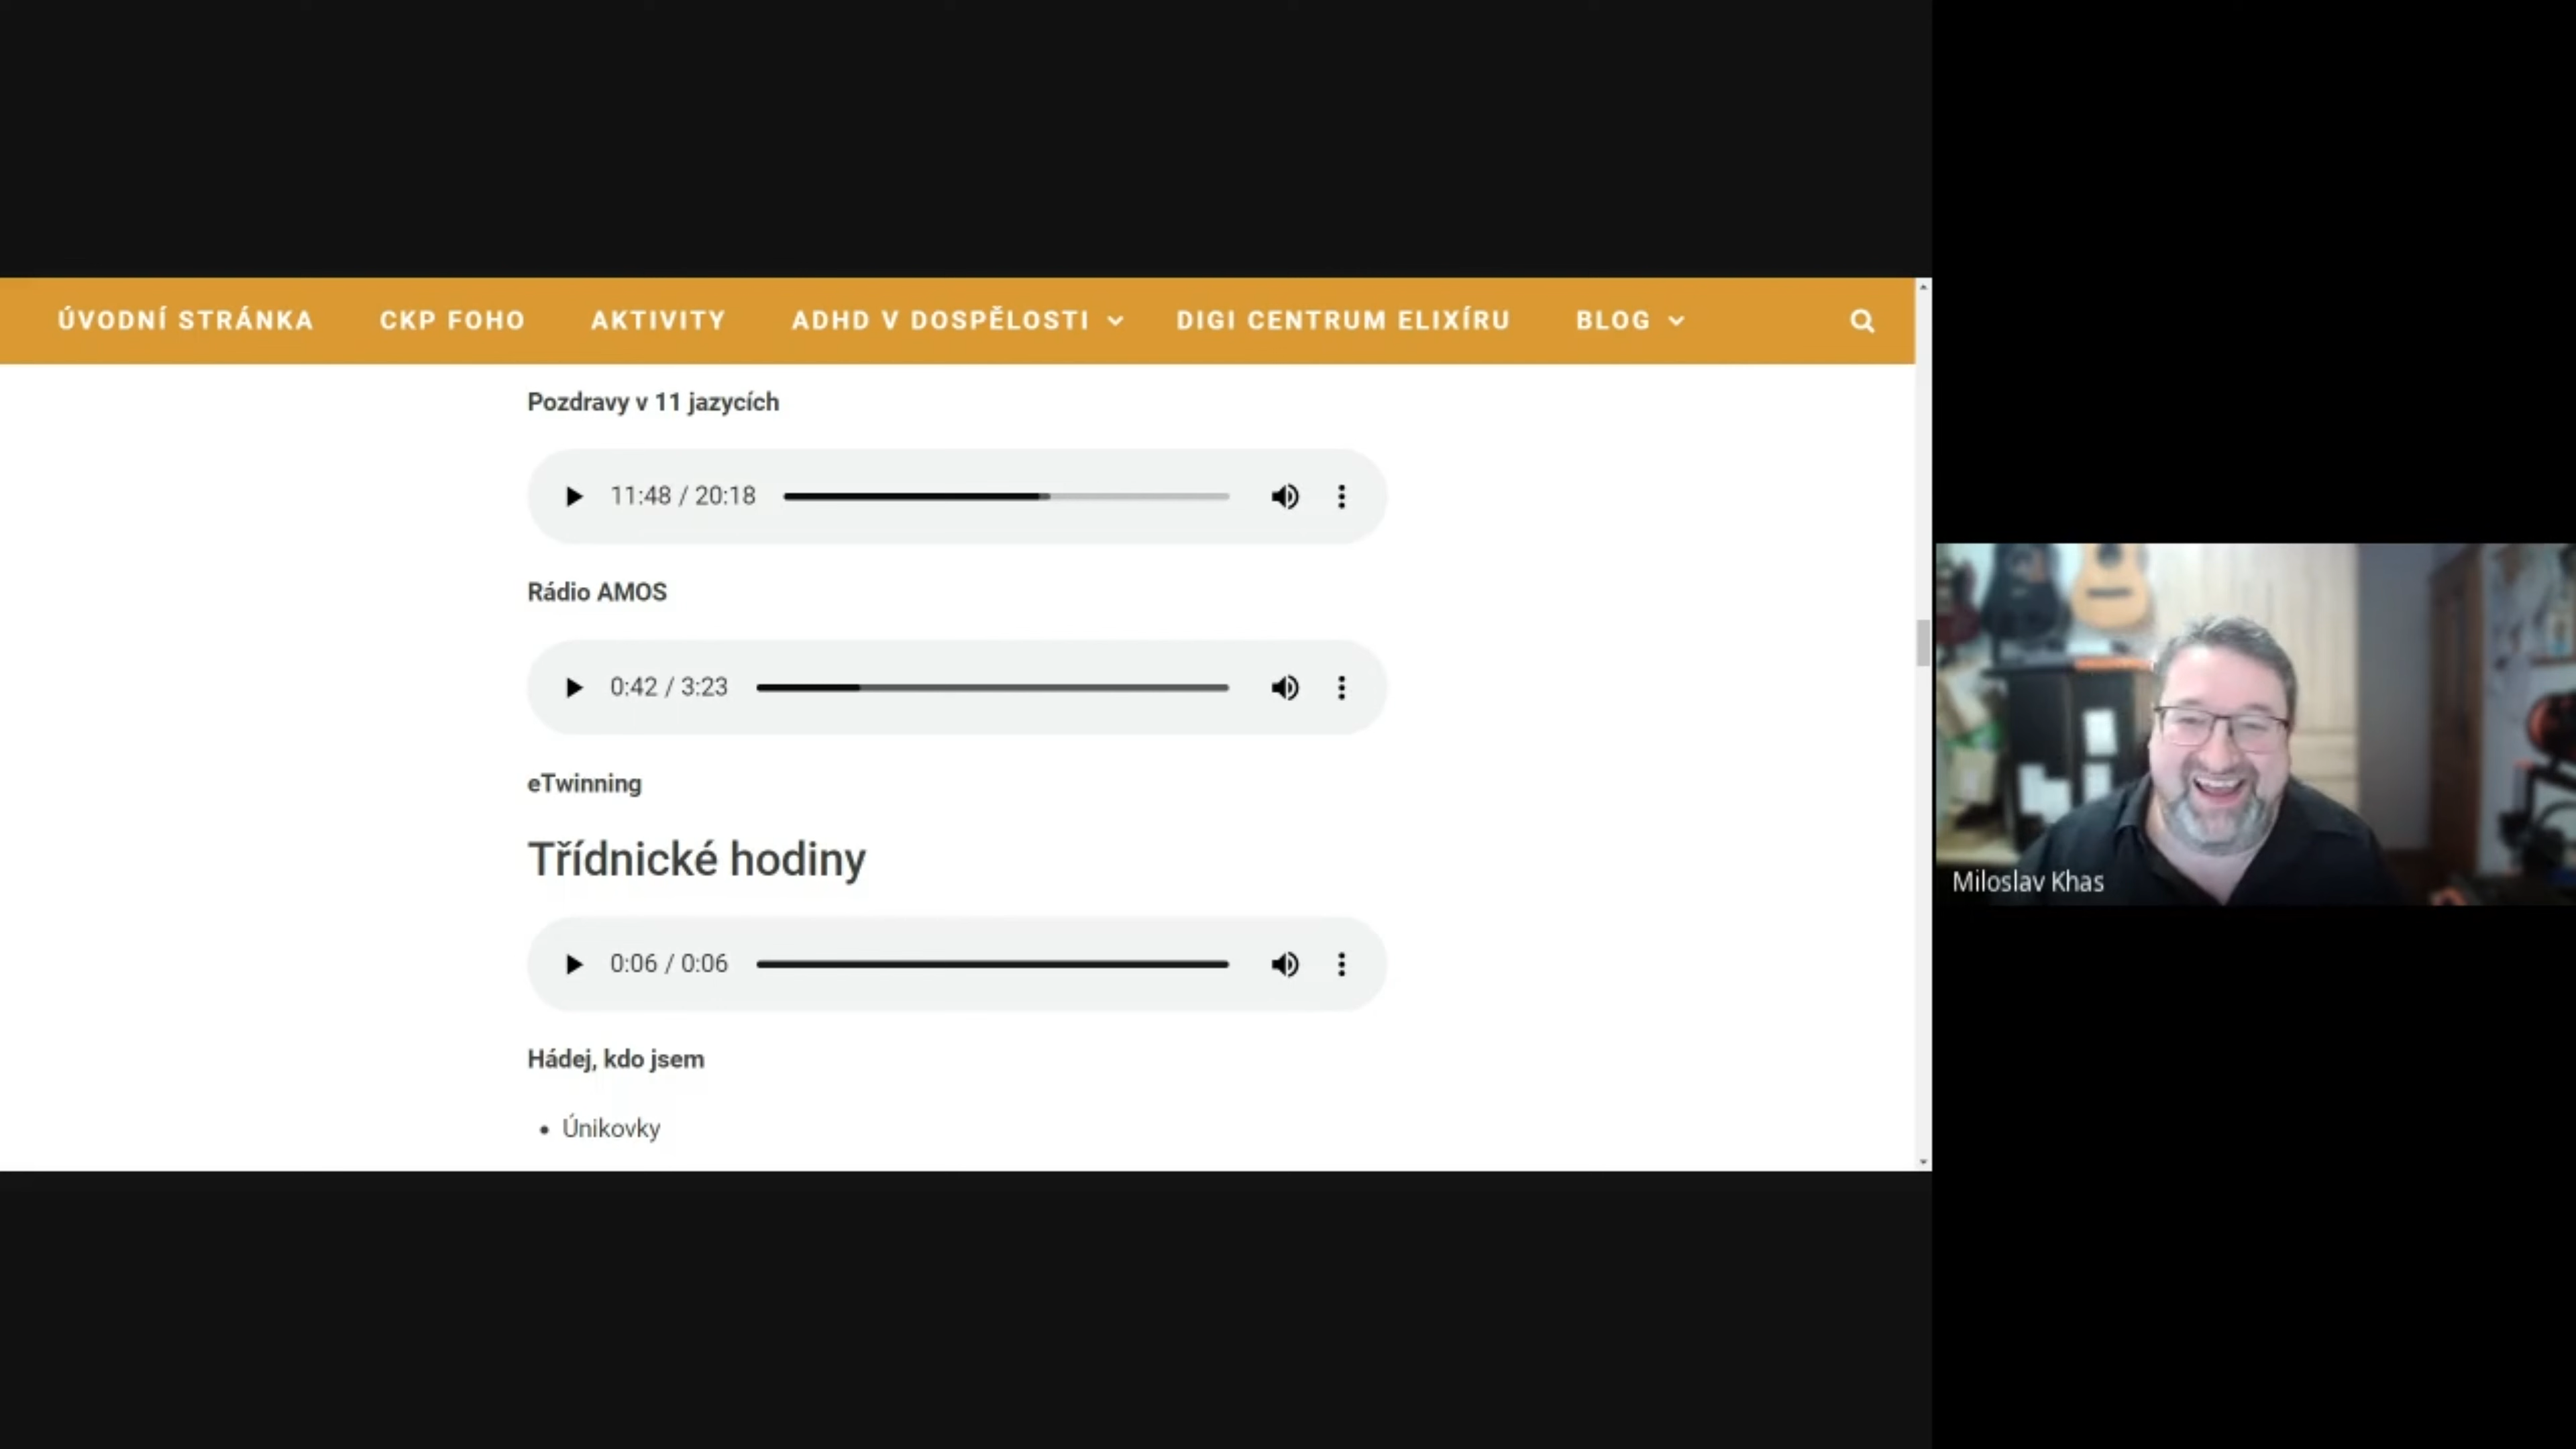 ÚVODNÍ STRÁNKA CKP FOHO AKTIVITY ADHD V DOSPĚLOSTI DIGI CENTRUM ELIXÍRU BLOG
Pozdravy v 11 jazycích
11:48 / 20:18
Rádio AMOS
0:42 / 3:23
eTwinning
Třídnické hodiny
0:06 / 0:06
Hádej, kdo jsem
• Únikovky
Miloslav Khas